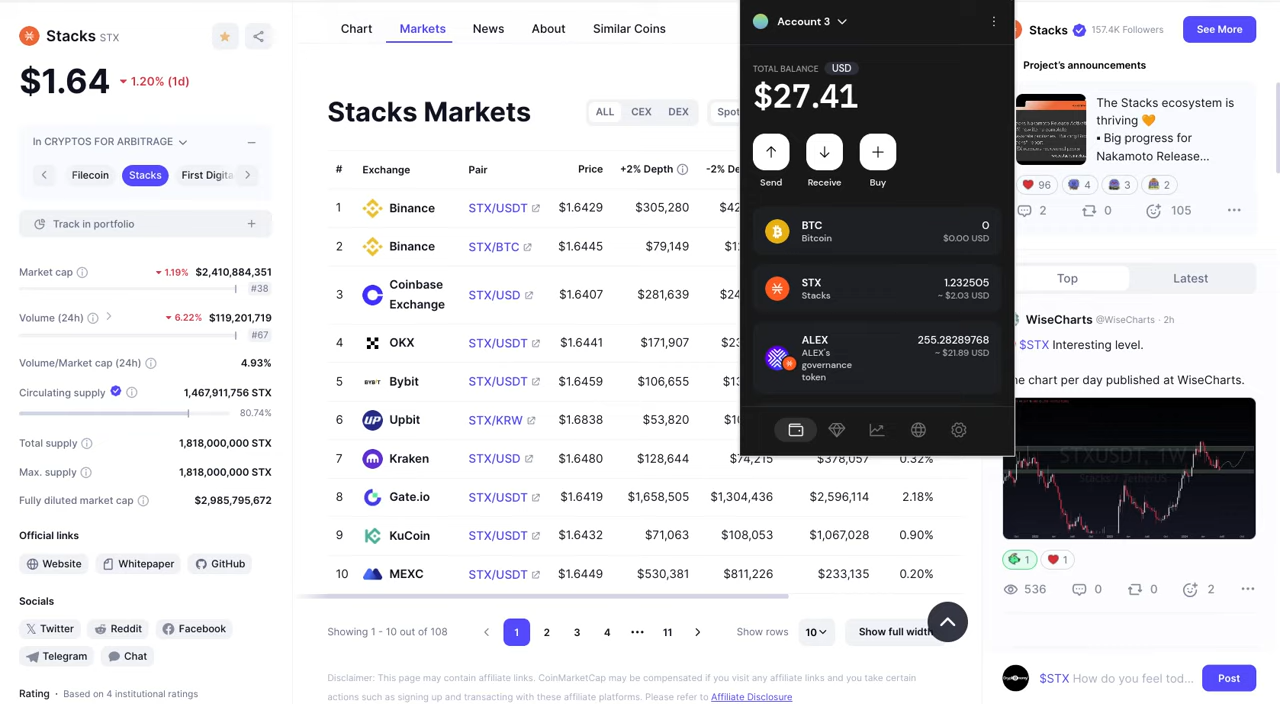 Stacks STX
$1.64 1.20% (1d)
In CRYPTOS FOR ARBITRAGE
Filecoin Stacks First Digita
Track in portfolio +
Market cap 1.19% $2,410,884,351
#38
Volume (24h) 6.22% $119,201,719
#67
Volume/Market cap (24h) 4.93%
Circulating supply 1,467,911,756 STX
80.74%
Total supply 1,818,000,000 STX
Max. supply 1,818,000,000 STX
Fully diluted market cap $2,985,795,672
Official links
Website Whitepaper GitHub
Socials
Twitter Reddit Facebook
Telegram Chat
Rating · Based on 4 institutional ratings
Chart Markets News About Similar Coins
Stacks Markets
ALL CEX DEX Spot
# Exchange Pair Price +2% Depth -2% De
1 Binance STX/USDT $1.6429 $305,280 $42
2 Binance STX/BTC $1.6445 $79,149
3 Coinbase Exchange STX/USD $1.6407 $281,639
4 OKX STX/USDT $1.6441 $171,907
5 Bybit STX/USDT $1.6459 $106,655
6 Upbit STX/KRW $1.6838 $53,820
7 Kraken STX/USD $1.6480 $128,644 $74,215 $378,057 0.32%
8 Gate.io STX/USDT $1.6419 $1,658,505 $1,304,436 $2,596,114 2.18%
9 KuCoin STX/USDT $1.6432 $71,063 $108,053 $1,067,028 0.90%
10 MEXC STX/USDT $1.6449 $530,381 $811,226 $233,135 0.20%
Showing 1 - 10 out of 108
1 2 3 4 ••• 11
Show rows 10 Show full width
Disclaimer: This page may contain affiliate links. CoinMarketCap may be compensated if you visit any affiliate links and you take certain
actions such as signing up and transacting with these affiliate platforms. Please refer to Affiliate Disclosure
Account 3
TOTAL BALANCE USD
$27.41
Send Receive Buy
BTC 0
Bitcoin $0.00 USD
STX 1.232505
Stacks ~ $2.03 USD
ALEX 255.28289768
ALEX's ~ $21.89 USD
governance
token
Stacks 157.4K Followers See More
Project's announcements
The Stacks ecosystem is
thriving 🧡
▪ Big progress for
Nakamoto Release...
96 4 3 2
2 0 105
Top Latest
WiseCharts @WiseCharts · 2h
$STX Interesting level.
chart per day published at WiseCharts.
STXUSDT, 1W
Stacks / TetherUS
1 1
536 0 0 2
$STX How do you feel tod... Post